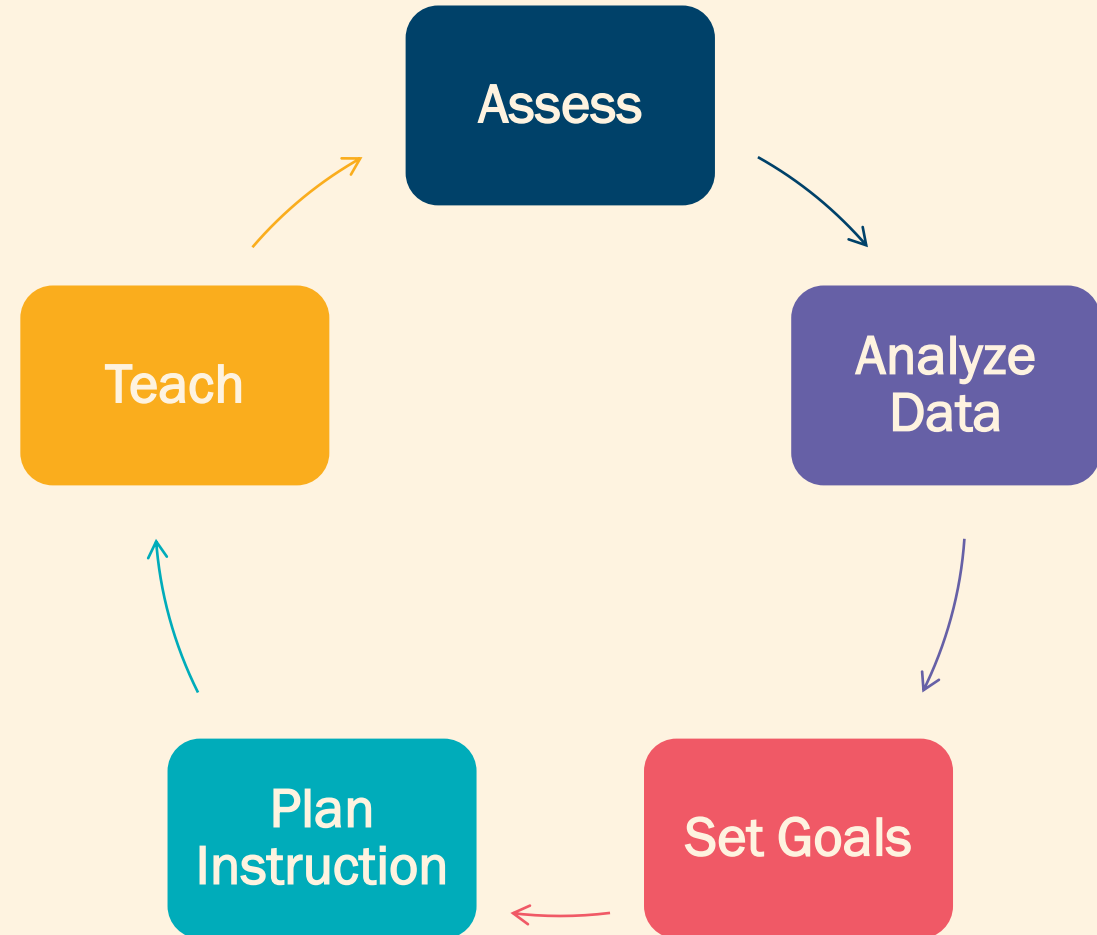 Assess
Analyze
Data
Set Goals
Plan
Instruction
Teach